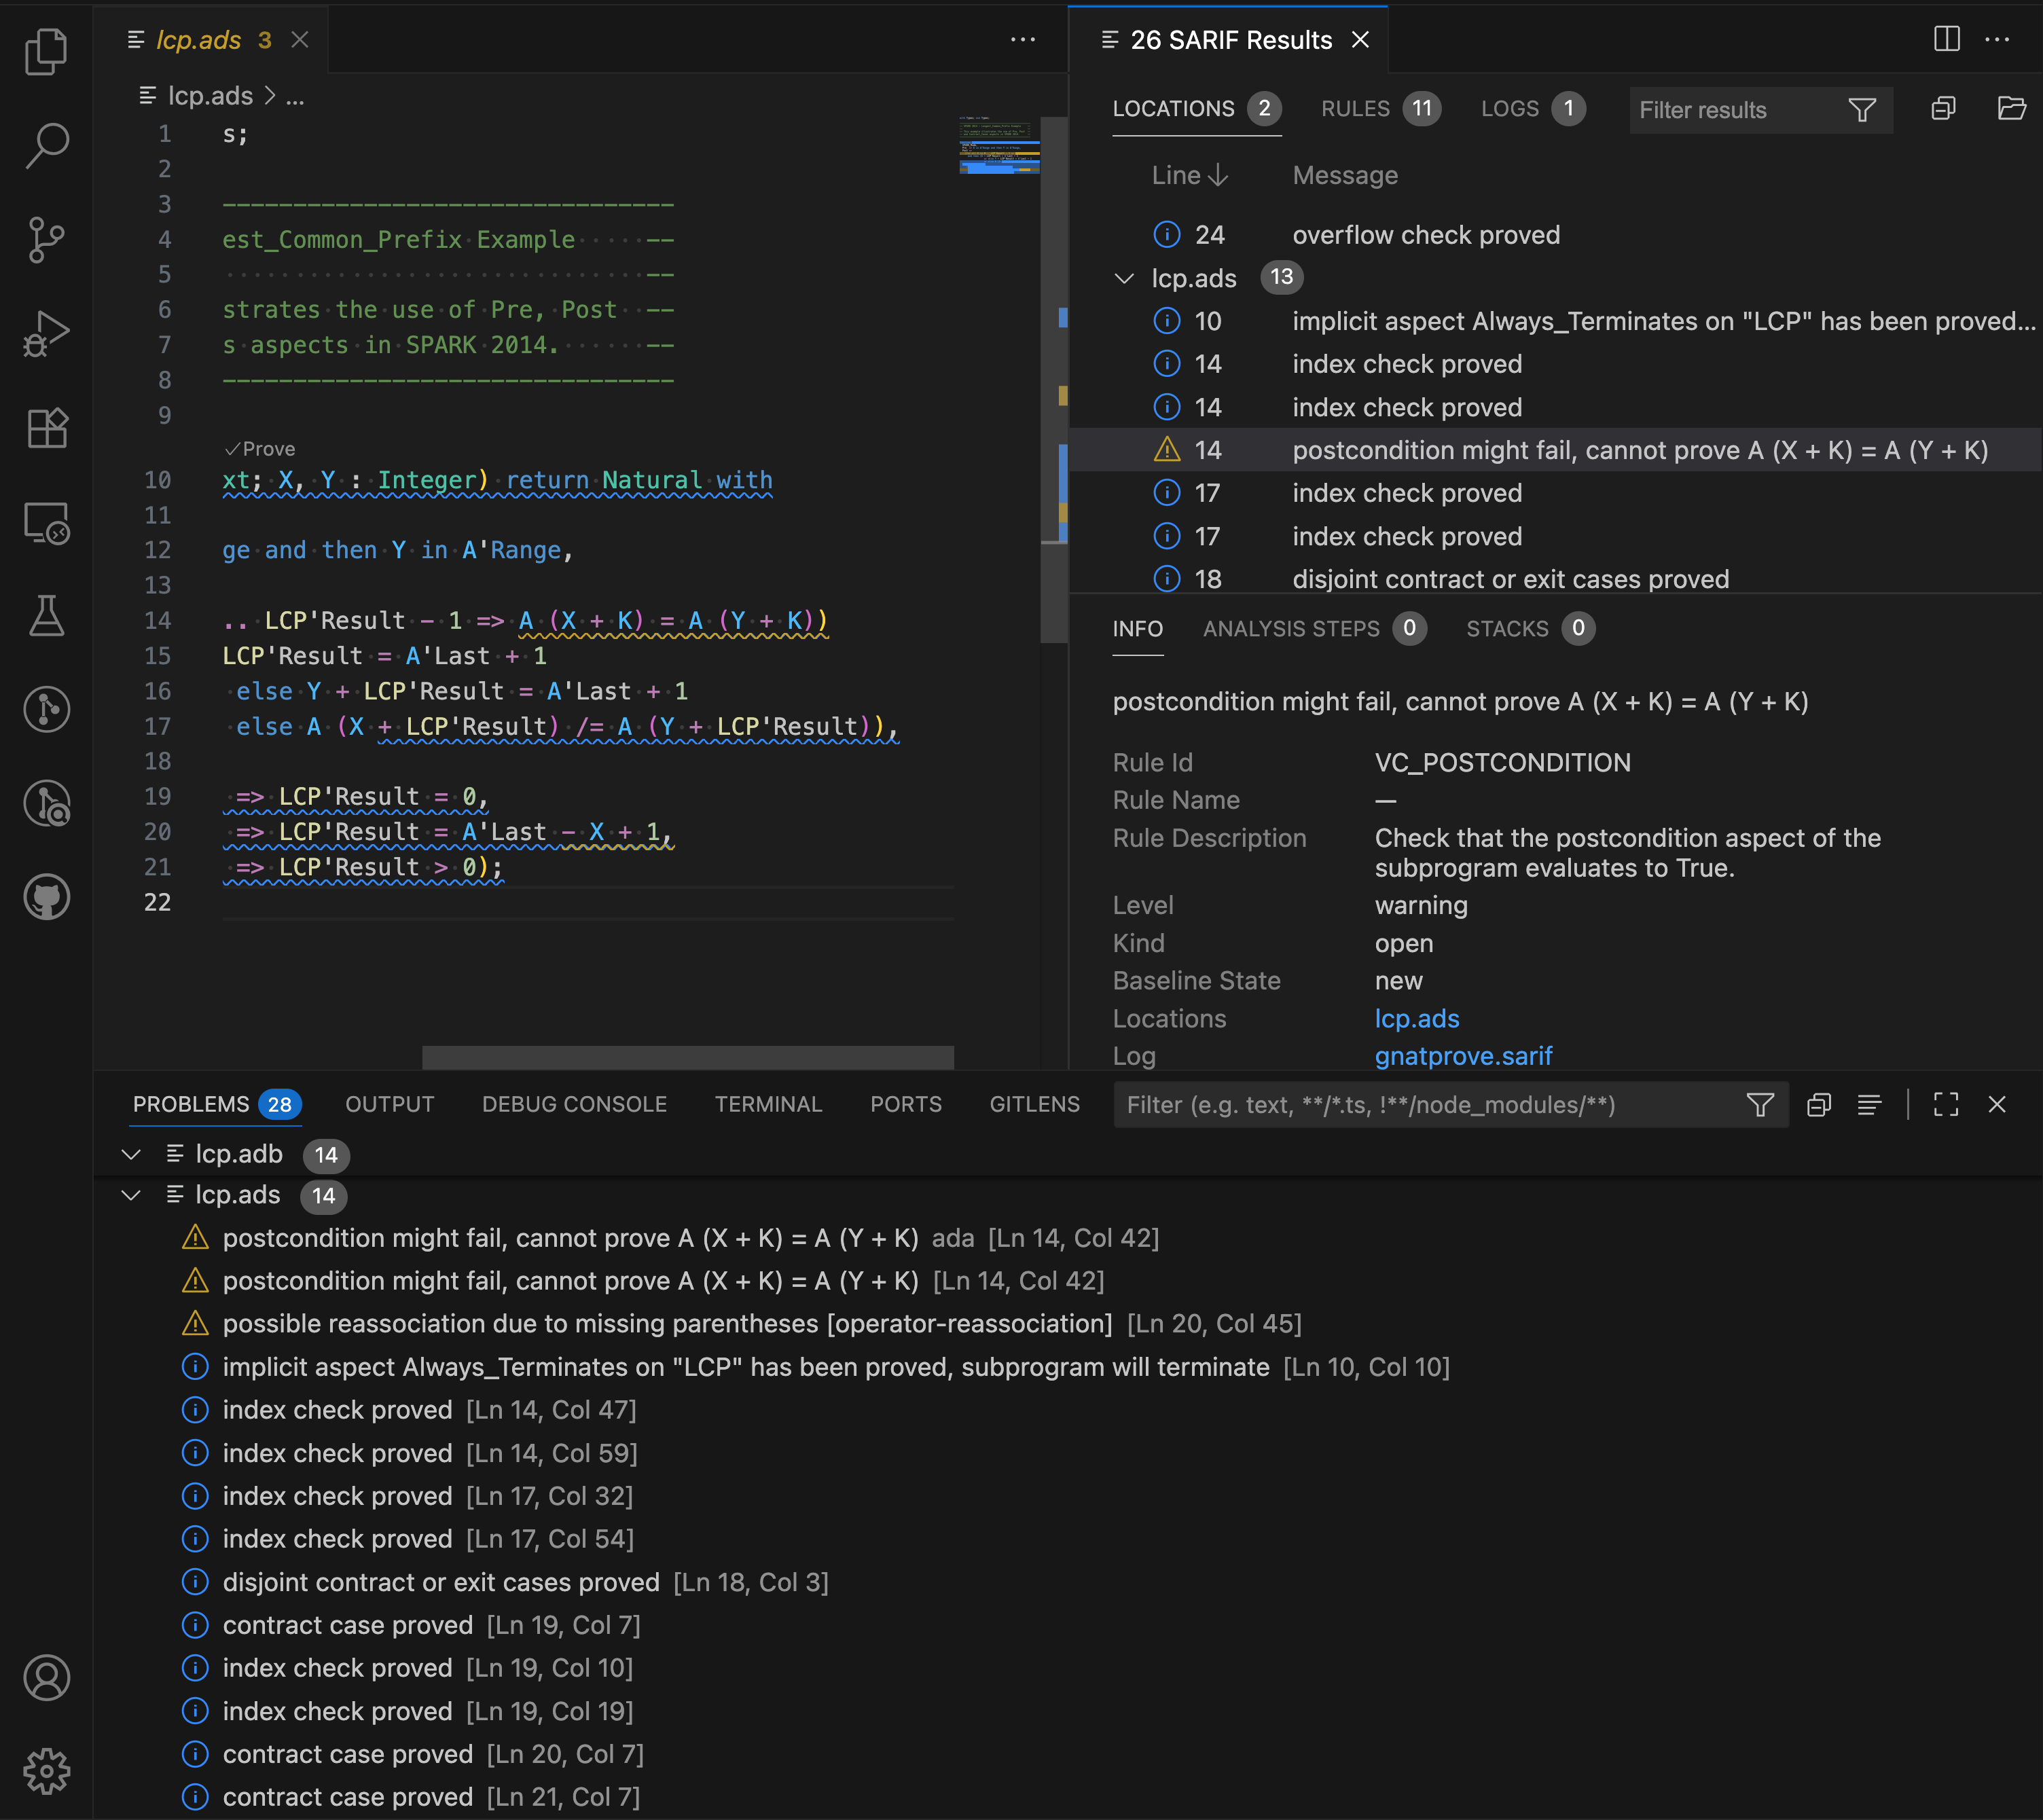 lcp.ads 3
lcp.ads > ...
1 s;
2
3 --------------------------------
4 est_Common_Prefix Example --
5 --
6 strates the use of Pre, Post --
7 s aspects in SPARK 2014. --
8 --------------------------------
9
✓Prove
10 xt; X, Y : Integer) return Natural with
11
12 ge and then Y in A'Range,
13
14 .. LCP'Result - 1 => A (X + K) = A (Y + K))
15 LCP'Result = A'Last + 1
16 else Y + LCP'Result = A'Last + 1
17 else A (X + LCP'Result) /= A (Y + LCP'Result)),
18
19 => LCP'Result = 0,
20 => LCP'Result = A'Last - X + 1,
21 => LCP'Result > 0);
22
26 SARIF Results
LOCATIONS 2 RULES 11 LOGS 1 Filter results
Line Message
24 overflow check proved
lcp.ads 13
10 implicit aspect Always_Terminates on "LCP" has been proved...
14 index check proved
14 index check proved
14 postcondition might fail, cannot prove A (X + K) = A (Y + K)
17 index check proved
17 index check proved
18 disjoint contract or exit cases proved
INFO ANALYSIS STEPS 0 STACKS 0
postcondition might fail, cannot prove A (X + K) = A (Y + K)
Rule Id VC_POSTCONDITION
Rule Name —
Rule Description Check that the postcondition aspect of the
subprogram evaluates to True.
Level warning
Kind open
Baseline State new
Locations lcp.ads
Log gnatprove.sarif
PROBLEMS 28 OUTPUT DEBUG CONSOLE TERMINAL PORTS GITLENS Filter (e.g. text, **/*.ts, !**/node_modules/**)
lcp.adb 14
lcp.ads 14
postcondition might fail, cannot prove A (X + K) = A (Y + K) ada [Ln 14, Col 42]
postcondition might fail, cannot prove A (X + K) = A (Y + K) [Ln 14, Col 42]
possible reassociation due to missing parentheses [operator-reassociation] [Ln 20, Col 45]
implicit aspect Always_Terminates on "LCP" has been proved, subprogram will terminate [Ln 10, Col 10]
index check proved [Ln 14, Col 47]
index check proved [Ln 14, Col 59]
index check proved [Ln 17, Col 32]
index check proved [Ln 17, Col 54]
disjoint contract or exit cases proved [Ln 18, Col 3]
contract case proved [Ln 19, Col 7]
index check proved [Ln 19, Col 10]
index check proved [Ln 19, Col 19]
contract case proved [Ln 20, Col 7]
contract case proved [Ln 21, Col 7]